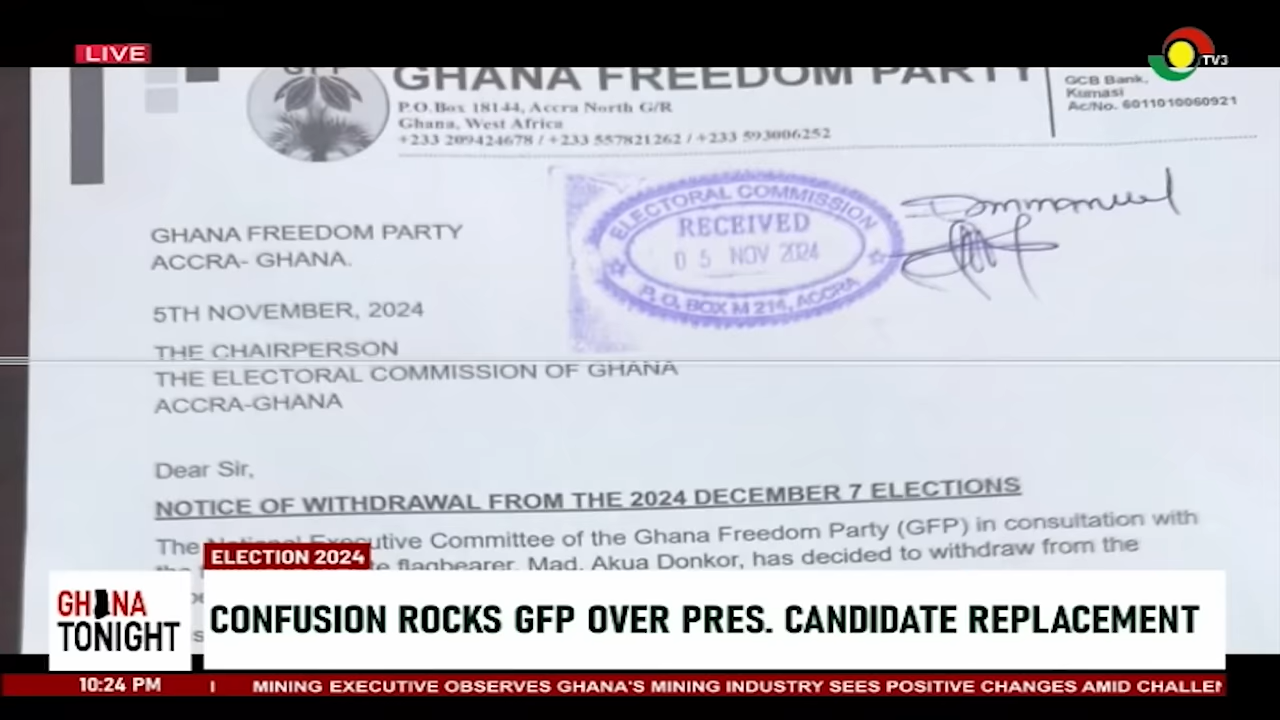 LIVE
TV3
GFP
GHANA FREEDOM PARTY
P.O.Box 18144, Accra North G/R
Ghana, West Africa
+233 209424678 / +233 557821262 / +233 593006252
GCB Bank,
Kumasi
Ac/No. 6011010060921
ELECTORAL COMMISSION
RECEIVED
05 NOV 2024
P. O. BOX M 214, ACCRA
Emmanuel
GHANA FREEDOM PARTY
ACCRA- GHANA.
5TH NOVEMBER, 2024
THE CHAIRPERSON
THE ELECTORAL COMMISSION OF GHANA
ACCRA-GHANA
Dear Sir,
NOTICE OF WITHDRAWAL FROM THE 2024 DECEMBER 7 ELECTIONS
The National Executive Committee of the Ghana Freedom Party (GFP) in consultation with
flagbearer, Mad. Akua Donkor, has decided to withdraw from the
ELECTION 2024
GHANA
TONIGHT
CONFUSION ROCKS GFP OVER PRES. CANDIDATE REPLACEMENT
10:24 PM
MINING EXECUTIVE OBSERVES GHANA'S MINING INDUSTRY SEES POSITIVE CHANGES AMID